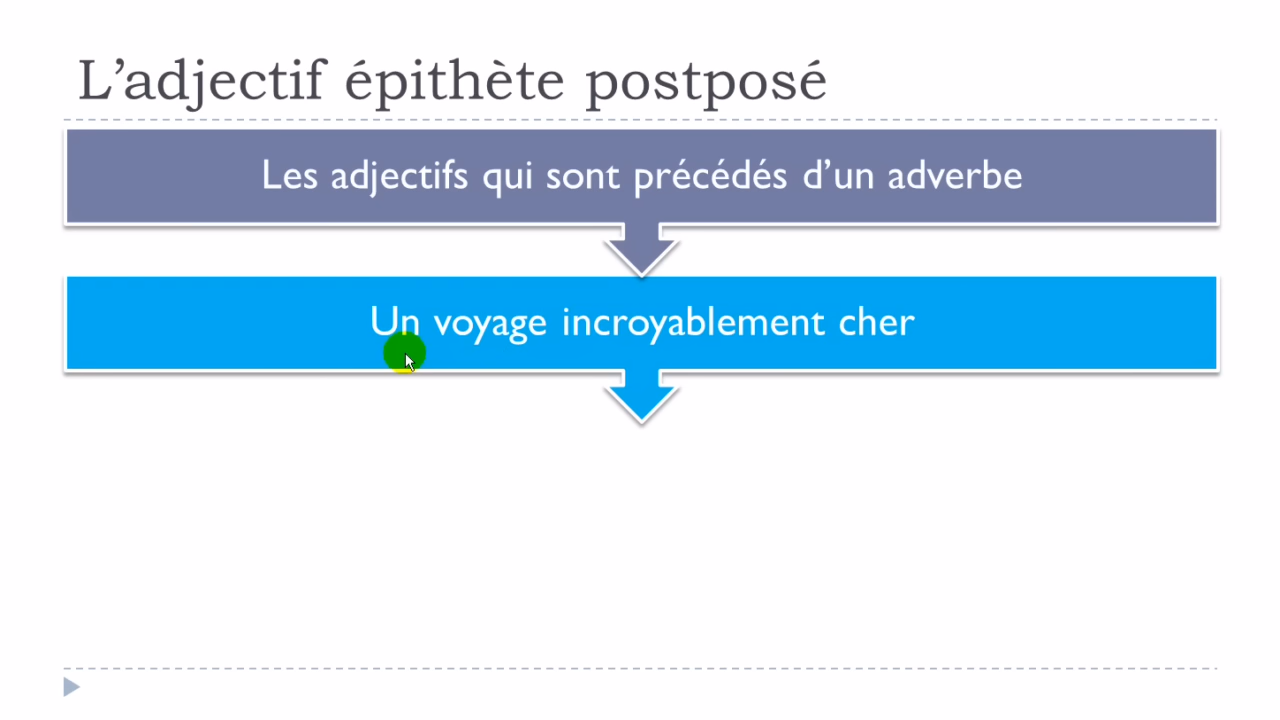 L’adjectif épithète postposé
Les adjectifs qui sont précédés d’un adverbe
Un voyage incroyablement cher